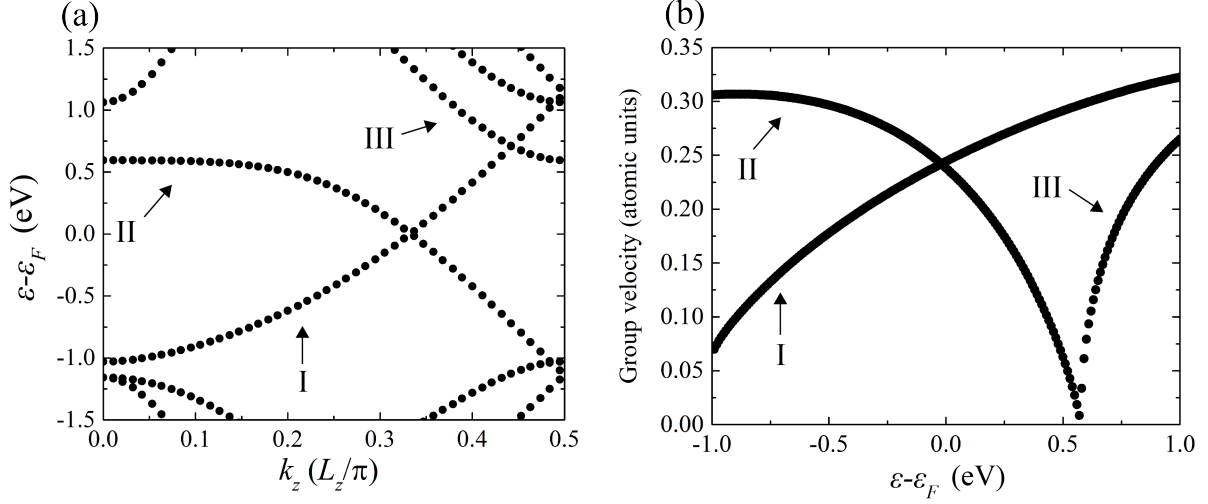 (a)
1.5
1.0
0.5
0.0
-0.5
-1.0
-1.5
ε-ε_F (eV)
III
II
I
0.0 0.1 0.2 0.3 0.4 0.5
k_z (L_z/π)
(b)
0.35
0.30
0.25
0.20
0.15
0.10
0.05
0.00
Group velocity (atomic units)
II
III
I
-1.0 -0.5 0.0 0.5 1.0
ε-ε_F (eV)